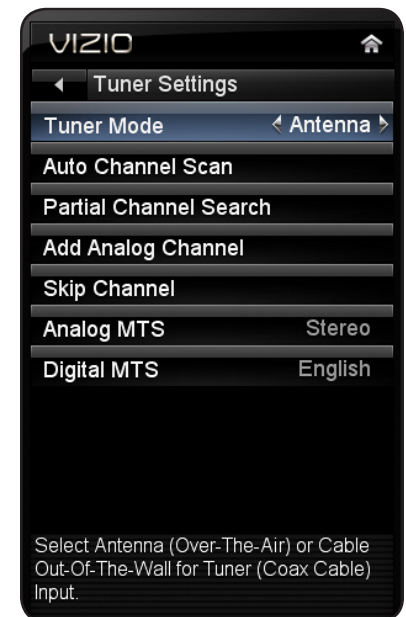 VIZIO
Tuner Settings
Tuner Mode Antenna
Auto Channel Scan
Partial Channel Search
Add Analog Channel
Skip Channel
Analog MTS Stereo
Digital MTS English
Select Antenna (Over-The-Air) or Cable
Out-Of-The-Wall for Tuner (Coax Cable)
Input.